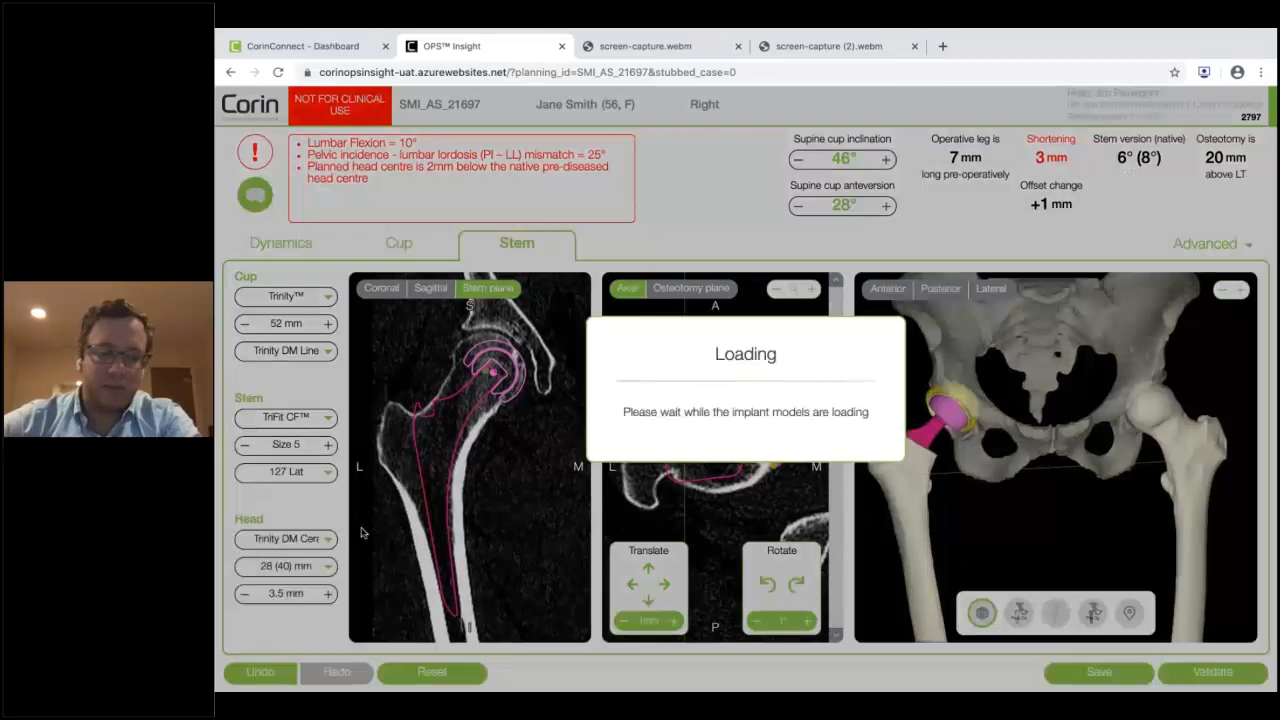 CorinConnect - Dashboard
OPS™ Insight
screen-capture.webm
screen-capture (2).webm
corinopsinsight-uat.azurewebsites.net/?planning_id=SMI_AS_21697&stubbed_case=0
Corin
NOT FOR CLINICAL
USE
SMI_AS_21697
Jane Smith (56, F)
Right
2797
• Lumbar Flexion = 10°
• Pelvic incidence - lumbar lordosis (PI – LL) mismatch = 25°
• Planned head centre is 2mm below the native pre-diseased
head centre
Supine cup inclination
− 46° +
Supine cup anteversion
− 28° +
Operative leg is
7 mm
long pre-operatively
Shortening
3 mm
Offset change
+1 mm
Stem version (native)
6° (8°)
Osteotomy is
20 mm
above LT
Dynamics
Cup
Stem
Advanced
Cup
Trinity™
− 52 mm +
Trinity DM Line
Stem
TriFit CF™
− Size 5 +
127 Lat
Head
Trinity DM Cera
28 (40) mm
− 3.5 mm +
Coronal
Sagittal
Stem plane
S
L
M
I
Axial
Osteotomy plane
A
L
M
P
Loading
Please wait while the implant models are loading
Translate
− 1mm +
Rotate
− 1° +
Anterior
Posterior
Lateral
Undo
Redo
Reset
Save
Validate